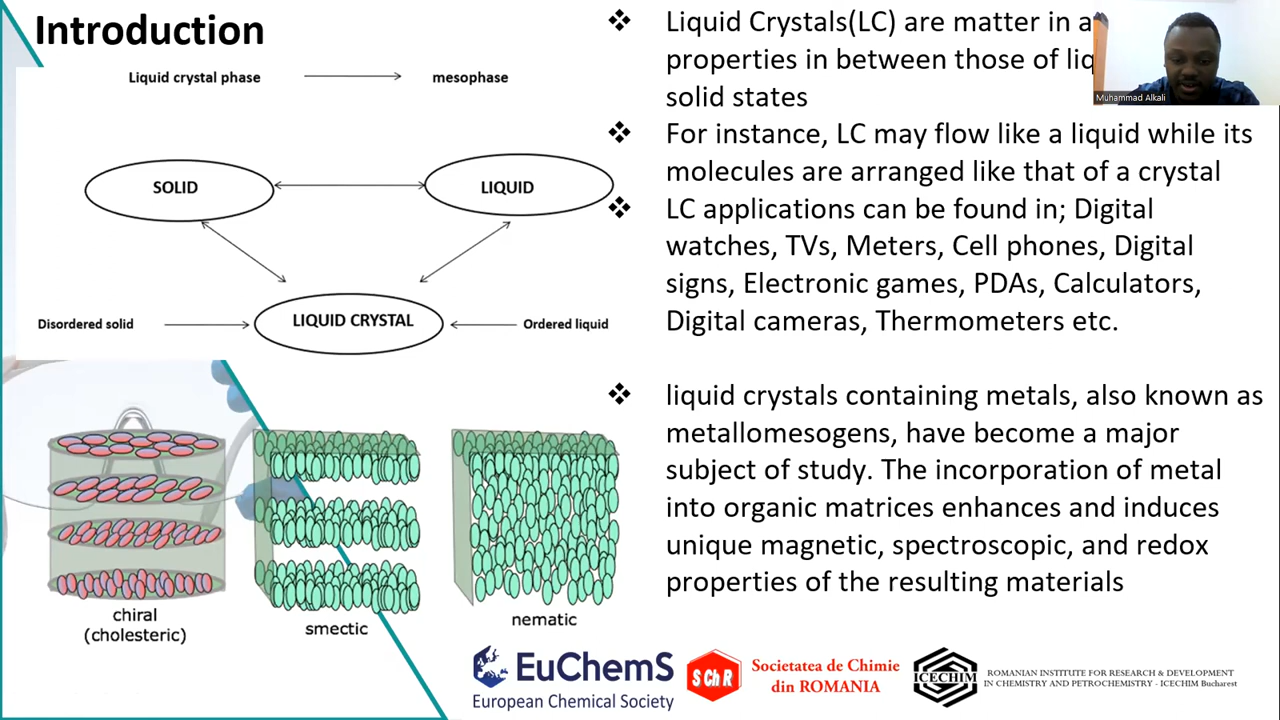 Introduction
Liquid crystal phase
mesophase
SOLID
LIQUID
Disordered solid
LIQUID CRYSTAL
Ordered liquid
chiral
(cholesteric)
smectic
nematic
❖ Liquid Crystals(LC) are matter in a
properties in between those of
solid states
❖ For instance, LC may flow like a liquid while its
molecules are arranged like that of a crystal
❖ LC applications can be found in; Digital
watches, TVs, Meters, Cell phones, Digital
signs, Electronic games, PDAs, Calculators,
Digital cameras, Thermometers etc.
❖ liquid crystals containing metals, also known as
metallomesogens, have become a major
subject of study. The incorporation of metal
into organic matrices enhances and induces
unique magnetic, spectroscopic, and redox
properties of the resulting materials
Muhammad Alkali
EuChemS
European Chemical Society
SChR
Societatea de Chimie
din ROMANIA
ICECHIM
ROMANIAN INSTITUTE FOR RESEARCH & DEVELOPMENT
IN CHEMISTRY AND PETROCHEMISTRY - ICECHIM Bucharest